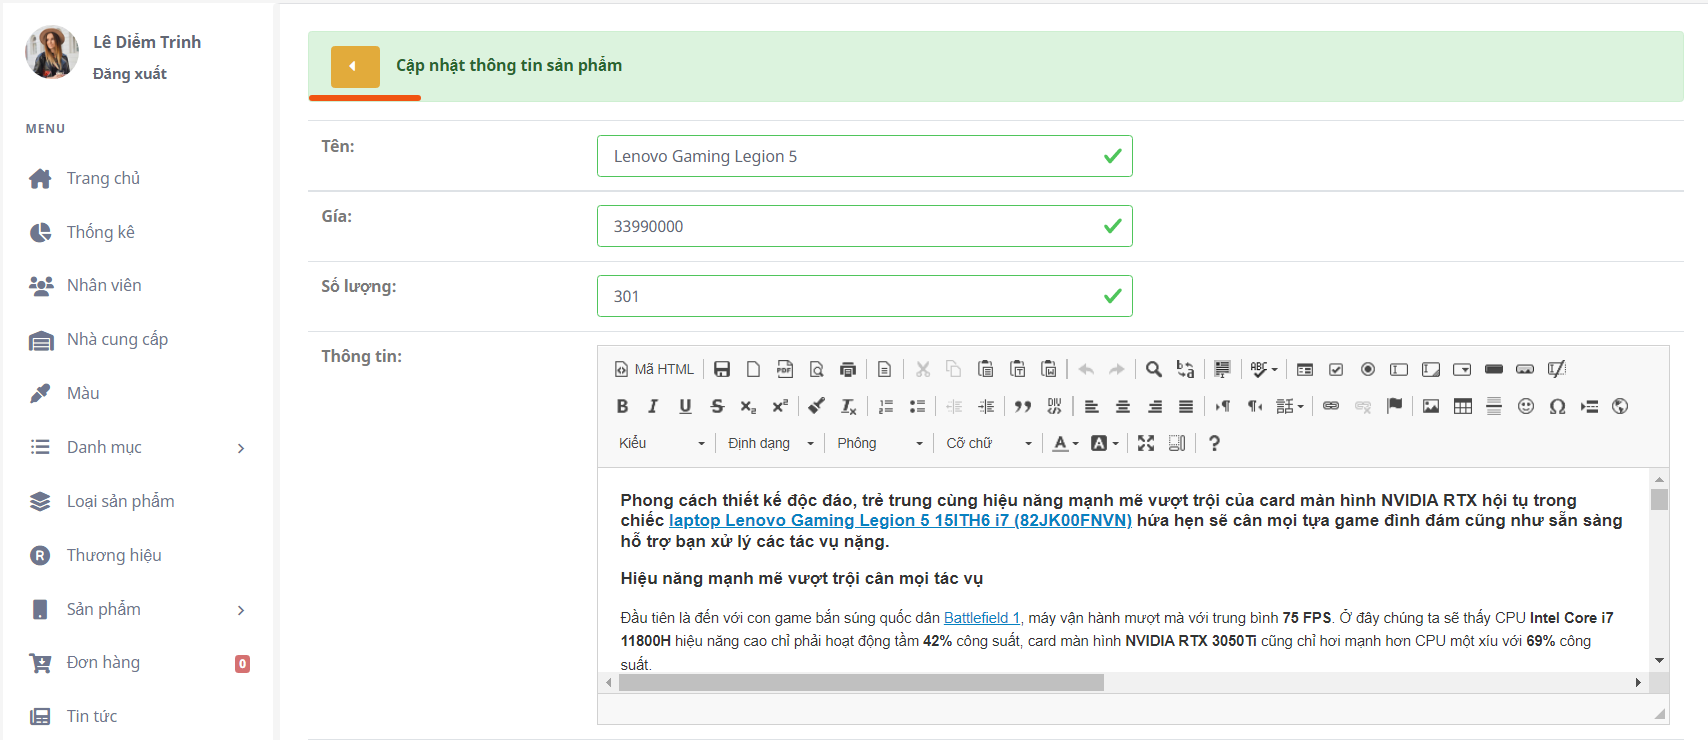 Lê Diễm Trinh
Đăng xuất
MENU
Trang chủ
Thống kê
Nhân viên
Nhà cung cấp
Màu
Danh mục
Loại sản phẩm
Thương hiệu
Sản phẩm
Đơn hàng 0
Tin tức
Cập nhật thông tin sản phẩm
Tên:
Lenovo Gaming Legion 5
Gía:
33990000
Số lượng:
301
Thông tin:
Mã HTML
Kiểu Định dạng Phông Cỡ chữ
Phong cách thiết kế độc đáo, trẻ trung cùng hiệu năng mạnh mẽ vượt trội của card màn hình NVIDIA RTX hội tụ trong
chiếc laptop Lenovo Gaming Legion 5 15ITH6 i7 (82JK00FNVN) hứa hẹn sẽ cân mọi tựa game đình đám cũng như sẵn sàng
hỗ trợ bạn xử lý các tác vụ nặng.
Hiệu năng mạnh mẽ vượt trội cân mọi tác vụ
Đầu tiên là đến với con game bắn súng quốc dân Battlefield 1, máy vận hành mượt mà với trung bình 75 FPS. Ở đây chúng ta sẽ thấy CPU Intel Core i7
11800H hiệu năng cao chỉ phải hoạt động tầm 42% công suất, card màn hình NVIDIA RTX 3050Ti cũng chỉ hơi mạnh hơn CPU một xíu với 69% công
suất.